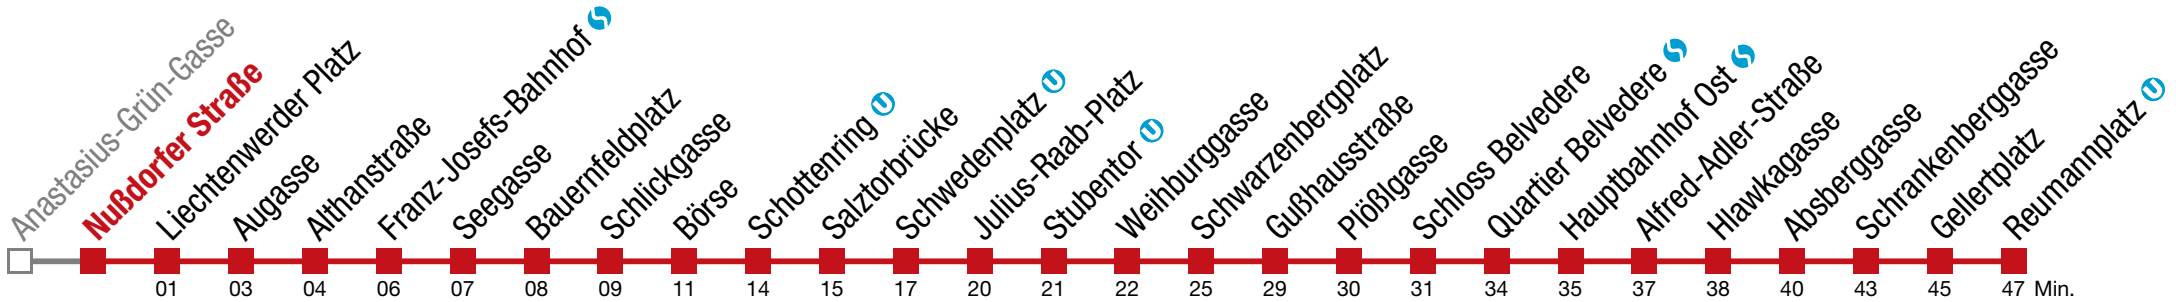 Anastasius-Grün-Gasse
Nußdorfer Straße
Liechtenwerder Platz
Augasse
Althanstraße
Franz-Josefs-Bahnhof
Seegasse
Bauernfeldplatz
Schlickgasse
Börse
Schottenring U
Salztorbrücke
Schwedenplatz U
Julius-Raab-Platz
Stubentor U
Weihburggasse
Schwarzenbergplatz
Gußhausstraße
Plößlgasse
Schloss Belvedere
Quartier Belvedere
Hauptbahnhof Ost
Alfred-Adler-Straße
Hlawkagasse
Absberggasse
Schrankenberggasse
Gellertplatz
Reumannplatz U
01 03 04 06 07 08 09 11 14 15 17 20 21 22 25 29 30 31 34 35 37 38 40 43 45 47 Min.